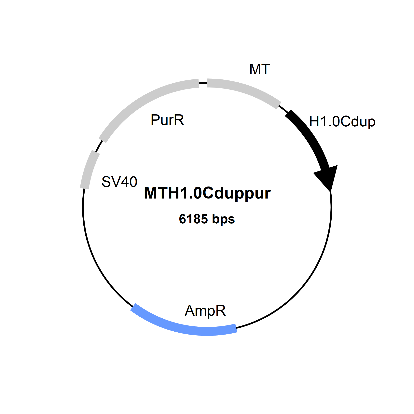 MT
H1.0Cdup
PurR
SV40
MTH1.0Cduppur
6185 bps
AmpR